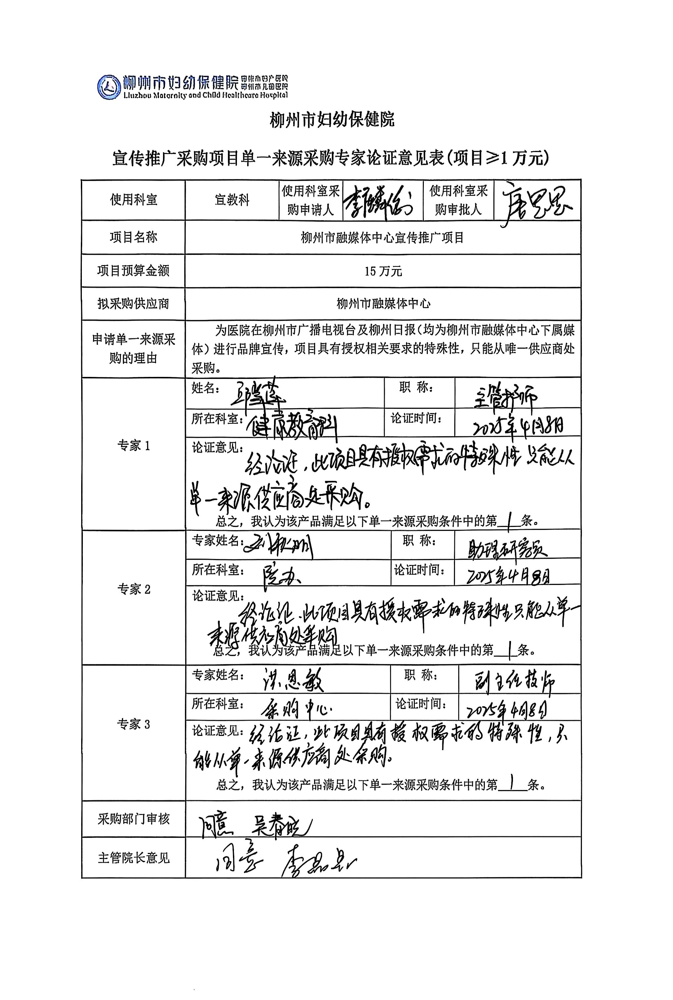 柳州市妇幼保健院 柳州市妇产医院 柳州市儿童医院
Liuzhou Maternity and Child Healthcare Hospital
柳州市妇幼保健院
宣传推广采购项目单一来源采购专家论证意见表(项目≥1万元)
使用科室 宣教科 使用科室采购申请人 使用科室采购审批人 唐思思
项目名称 柳州市融媒体中心宣传推广项目
项目预算金额 15万元
拟采购供应商 柳州市融媒体中心
申请单一来源采购的理由
为医院在柳州市广播电视台及柳州日报(均为柳州市融媒体中心下属媒
体)进行品牌宣传,项目具有授权相关要求的特殊性,只能从唯一供应商处
采购。
专家1
姓名: 职 称: 主管技师
所在科室: 健康教育科 论证时间: 2025年4月8日
论证意见:
经论证,此项目具有授权需求的特殊性只能从
单一来源供应商处采购。
总之,我认为该产品满足以下单一来源采购条件中的第1条。
专家2
专家姓名: 职 称: 助理研究员
所在科室: 院办 论证时间: 2025年4月8日
论证意见:
经论证、此项目具有授权需求的特殊性只能从单一
来源供应商处采购
总之,我认为该产品满足以下单一来源采购条件中的第1条。
专家3
专家姓名: 洪恩敏 职 称: 副主任技师
所在科室: 采购中心 论证时间: 2025年4月8日
论证意见: 经论证,此项目具有授权需求的特殊性,只
能从单一来源供应商处采购。
总之,我认为该产品满足以下单一来源采购条件中的第1条。
采购部门审核 同意 吴春晓
主管院长意见 同意